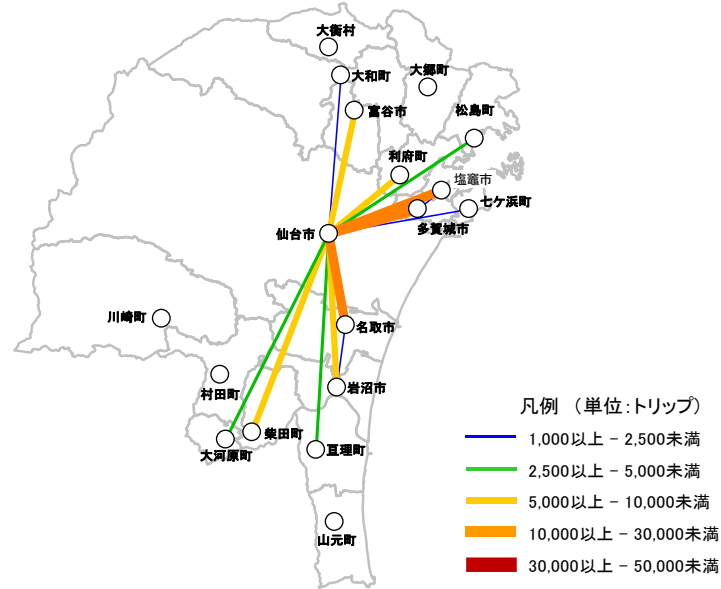 大衡村
大和町
大郷町
富谷市
松島町
利府町
塩竈市
七ケ浜町
多賀城市
仙台市
川崎町
名取市
村田町
岩沼市
柴田町
大河原町
亘理町
山元町
凡例 (単位:トリップ)
1,000以上 − 2,500未満
2,500以上 − 5,000未満
5,000以上 − 10,000未満
10,000以上 − 30,000未満
30,000以上 − 50,000未満